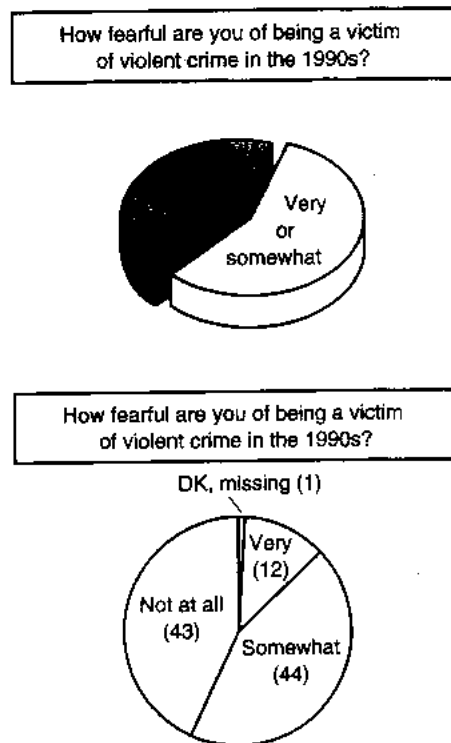 How fearful are you of being a victim
of violent crime in the 1990s?
Very
or
somewhat
How fearful are you of being a victim
of violent crime in the 1990s?
DK, missing (1)
Very
(12)
Not at all
(43)
Somewhat
(44)